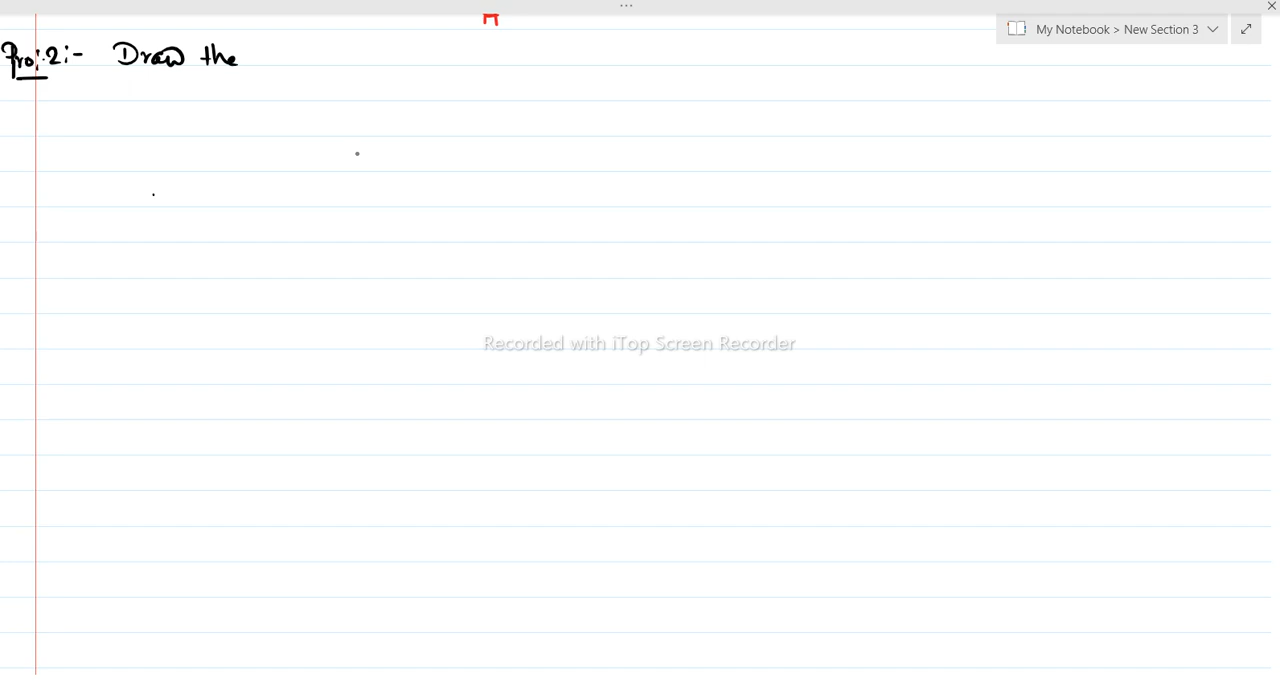 ...
A
My Notebook > New Section 3
Pro:2:- Draw the
Recorded with iTop Screen Recorder